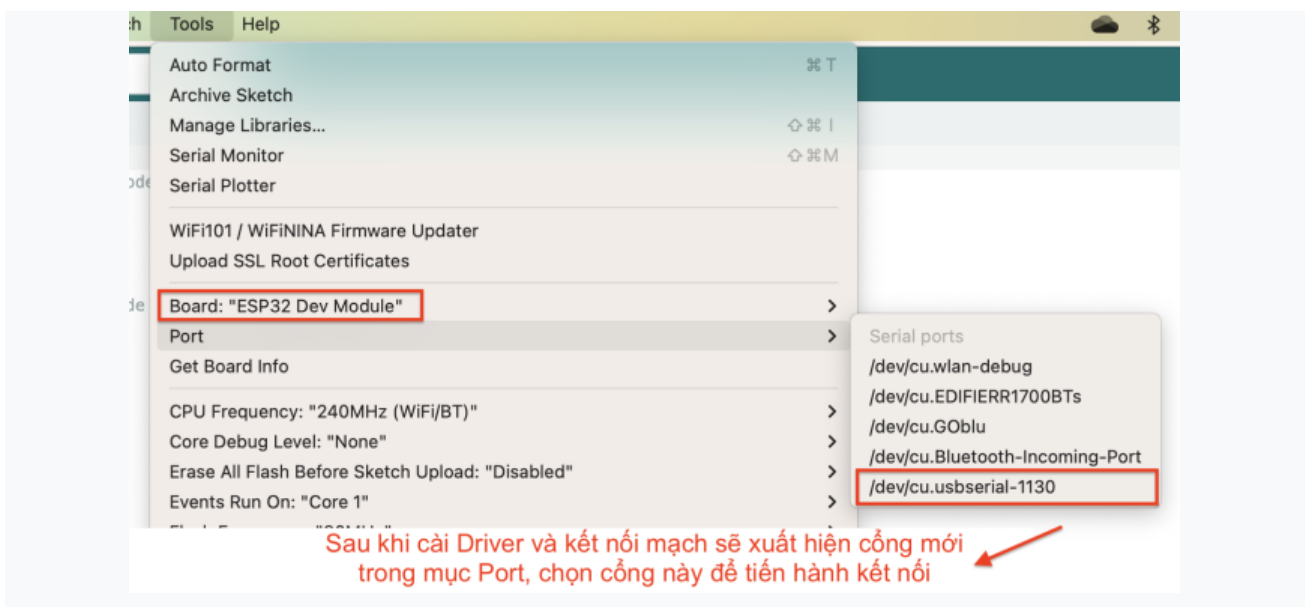 Tools Help
Auto Format ⌘ T
Archive Sketch
Manage Libraries... ⇧ ⌘ I
Serial Monitor ⇧ ⌘ M
Serial Plotter
WiFi101 / WiFiNINA Firmware Updater
Upload SSL Root Certificates
Board: "ESP32 Dev Module"
Port
Get Board Info
CPU Frequency: "240MHz (WiFi/BT)"
Core Debug Level: "None"
Erase All Flash Before Sketch Upload: "Disabled"
Events Run On: "Core 1"
Serial ports
/dev/cu.wlan-debug
/dev/cu.EDIFIERR1700BTs
/dev/cu.GOblu
/dev/cu.Bluetooth-Incoming-Port
/dev/cu.usbserial-1130
Sau khi cài Driver và kết nối mạch sẽ xuất hiện cổng mới
trong mục Port, chọn cổng này để tiến hành kết nối